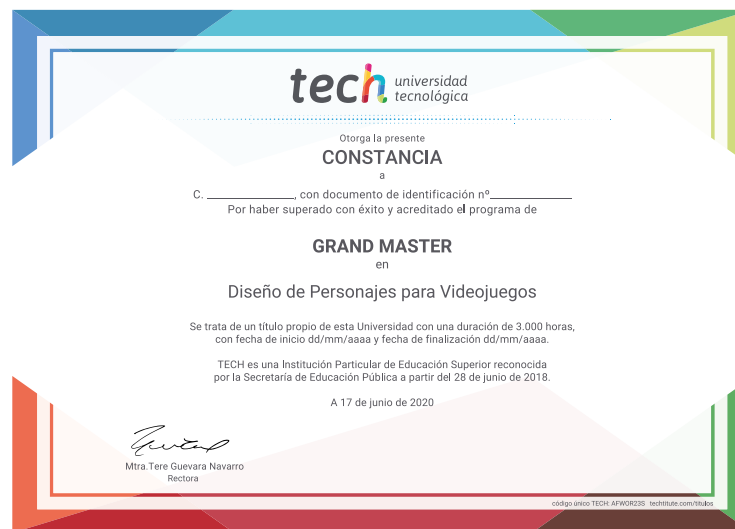 tech universidad
tecnológica
Otorga la presente
CONSTANCIA
a
C. ________________, con documento de identificación nº______________
Por haber superado con éxito y acreditado el programa de
GRAND MASTER
en
Diseño de Personajes para Videojuegos
Se trata de un título propio de esta Universidad con una duración de 3.000 horas,
con fecha de inicio dd/mm/aaaa y fecha de finalización dd/mm/aaaa.
TECH es una Institución Particular de Educación Superior reconocida
por la Secretaría de Educación Pública a partir del 28 de junio de 2018.
A 17 de junio de 2020
Mtra.Tere Guevara Navarro
Rectora
código único TECH: AFWOR23S techtitute.com/títulos